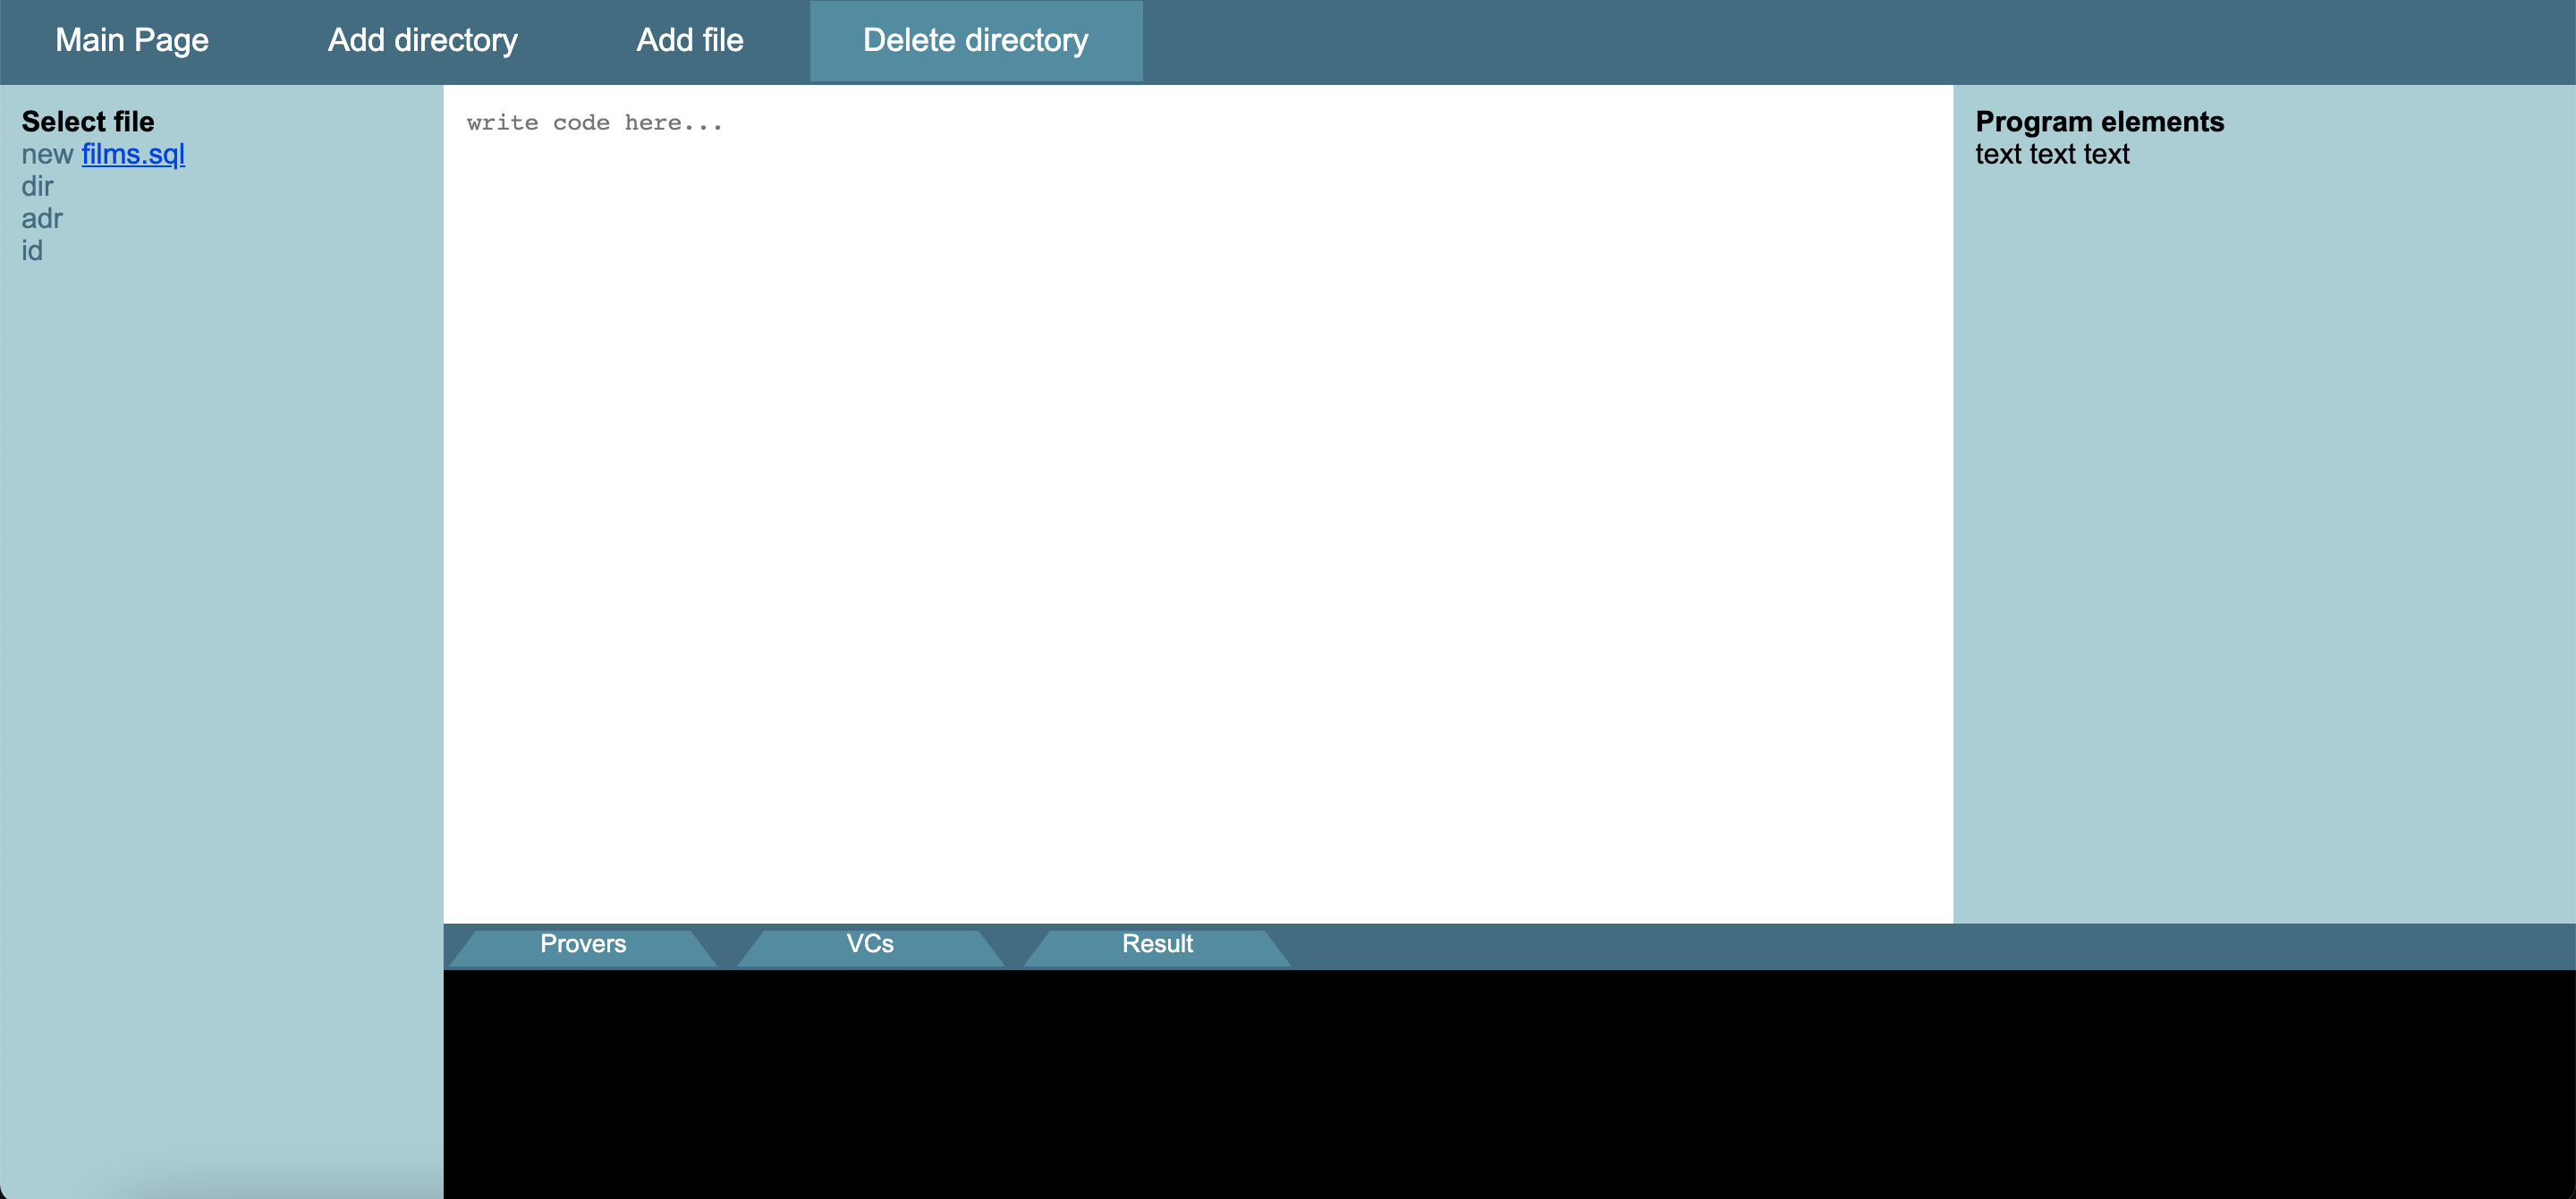 Main Page Add directory Add file Delete directory
Select file
new films.sql
dir
adr
id
write code here...
Program elements
text text text
Provers VCs Result